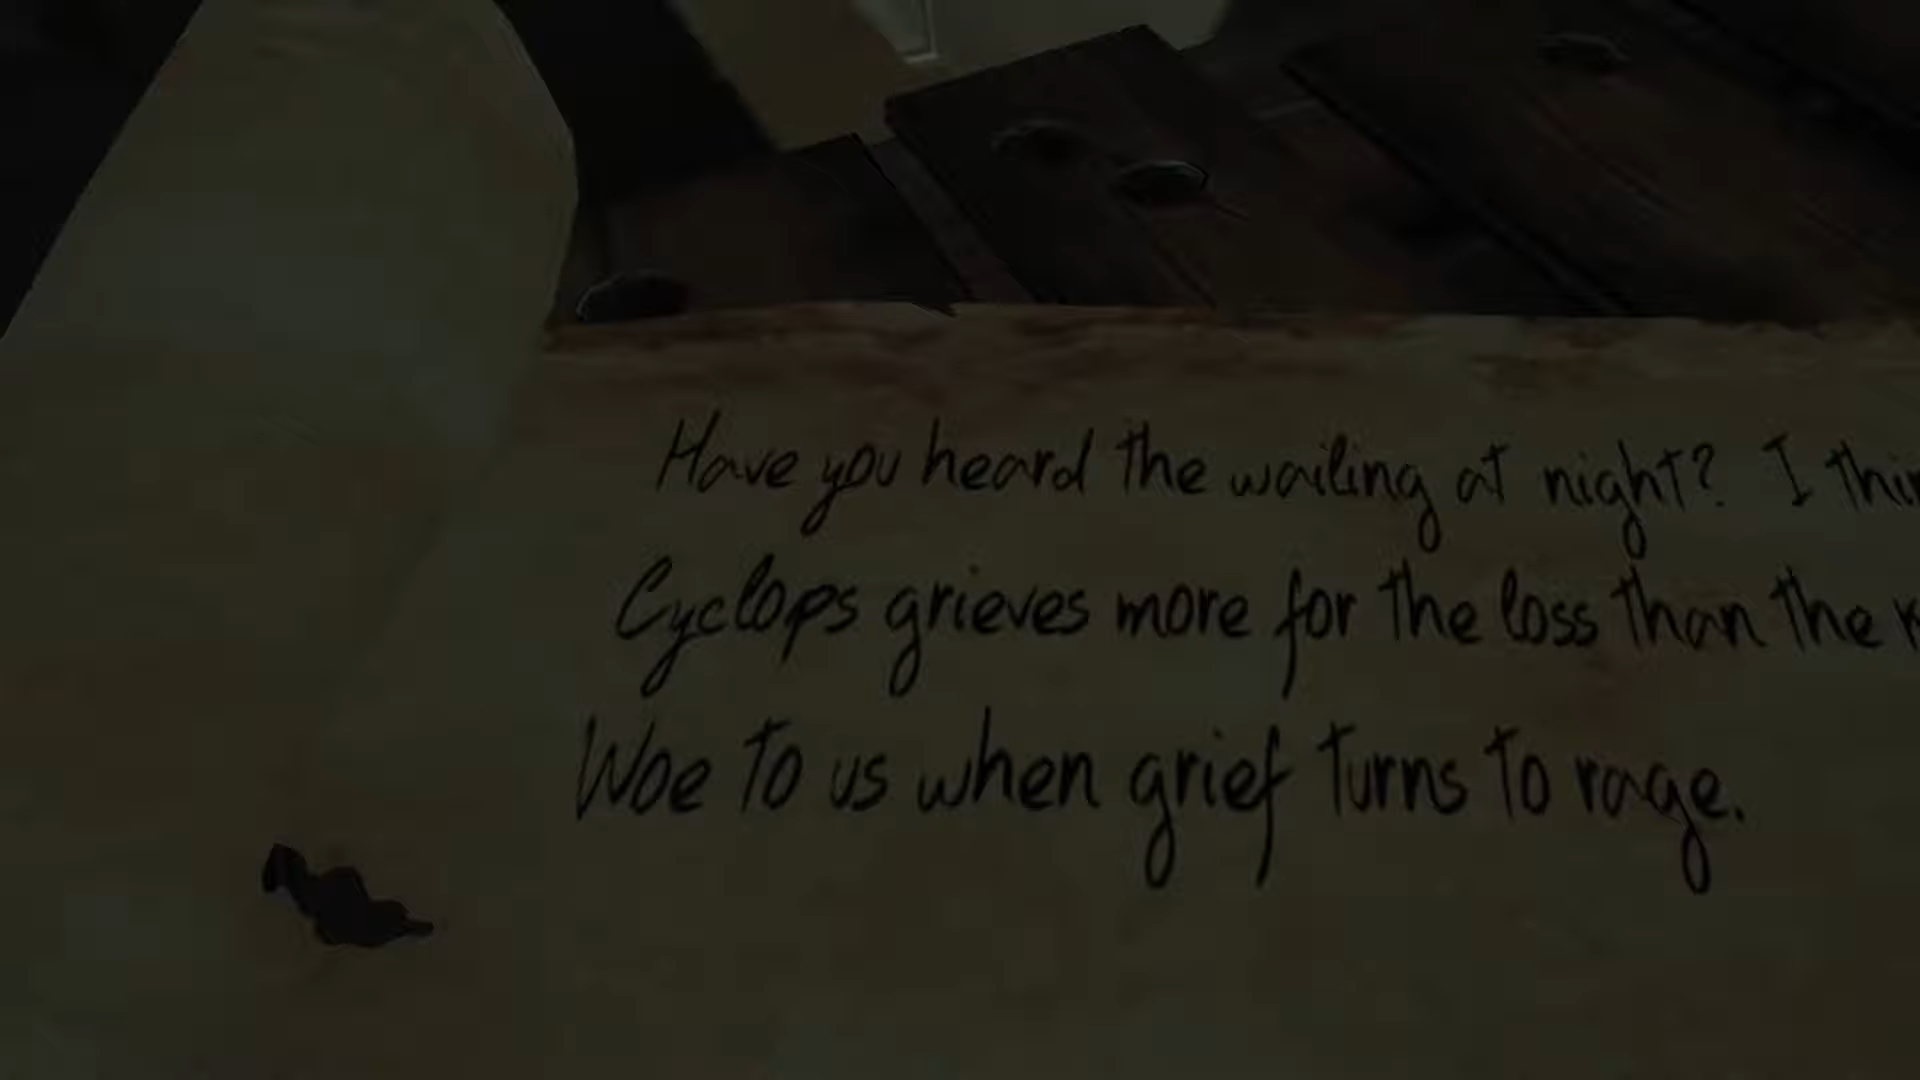 Have you heard the wailing at night? I
Cyclops grieves more for the loss than the
Woe to us when grief turns to rage.